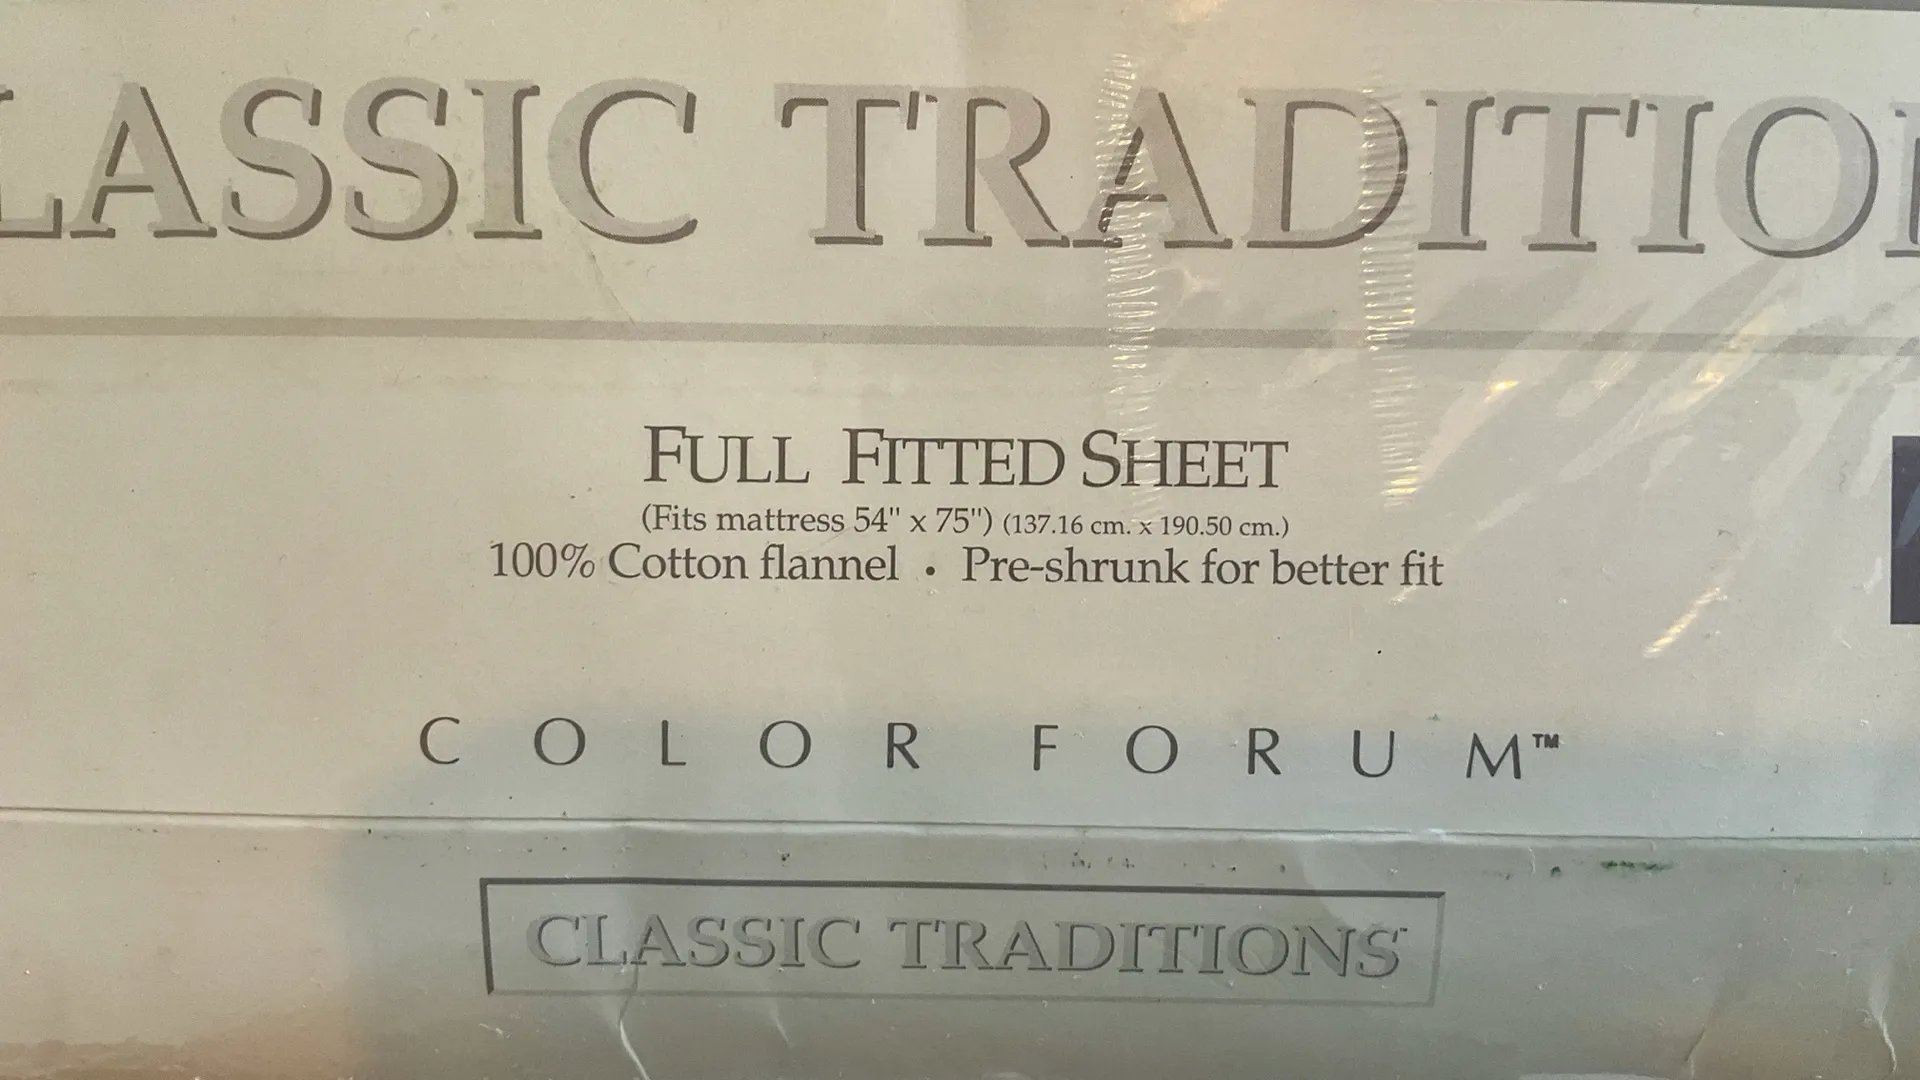 LASSIC TRADITIO
FULL FITTED SHEET
(Fits mattress 54" x 75") (137.16 cm. x 190.50 cm.)
100% Cotton flannel • Pre-shrunk for better fit
COLOR FORUM™
CLASSIC TRADITIONS